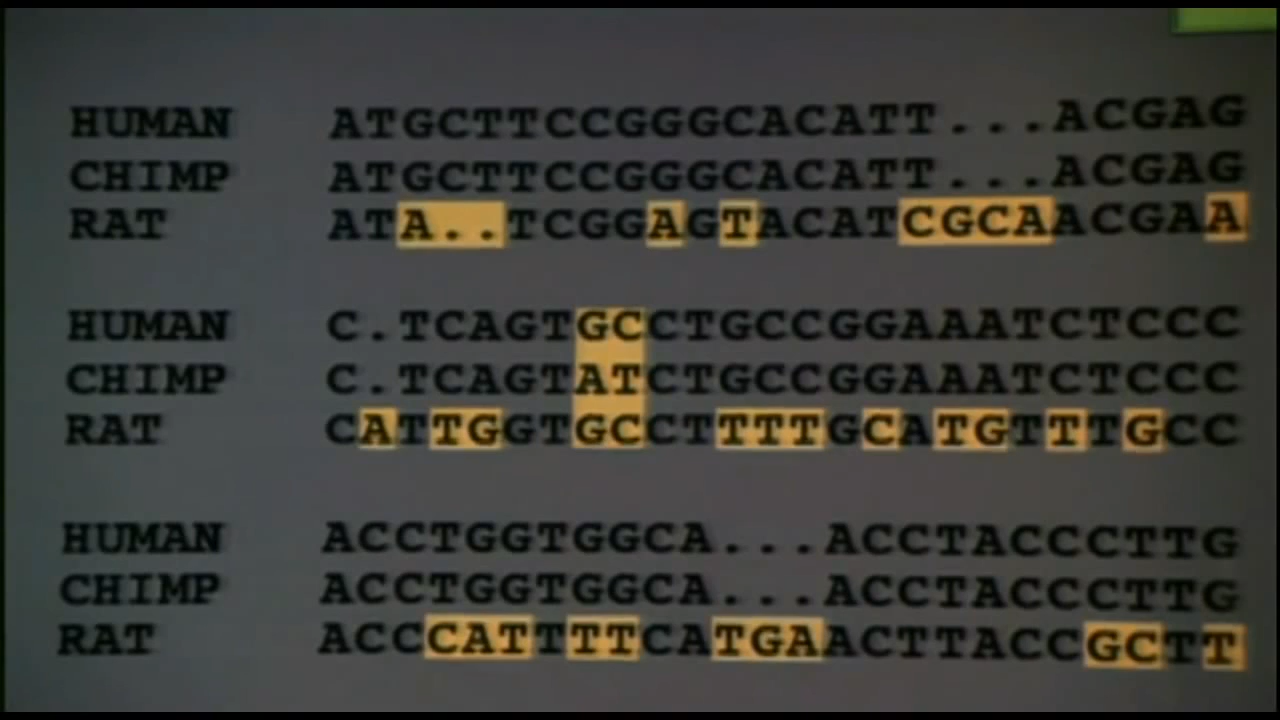 HUMAN ATGCTTCCGGGCACATT...ACGAG
CHIMP ATGCTTCCGGGCACATT...ACGAG
RAT ATA..TCGGAGTACATCGCAACGAA
HUMAN C.TCAGTGCCTGCCGGAAATCTCCC
CHIMP C.TCAGTATCTGCCGGAAATCTCCC
RAT CATTGGTGCCTTTTGCATGTTTGCC
HUMAN ACCTGGTGGCA...ACCTACCCTTG
CHIMP ACCTGGTGGCA...ACCTACCCTTG
RAT ACCCATTTTCATGAACTTACCGCTT